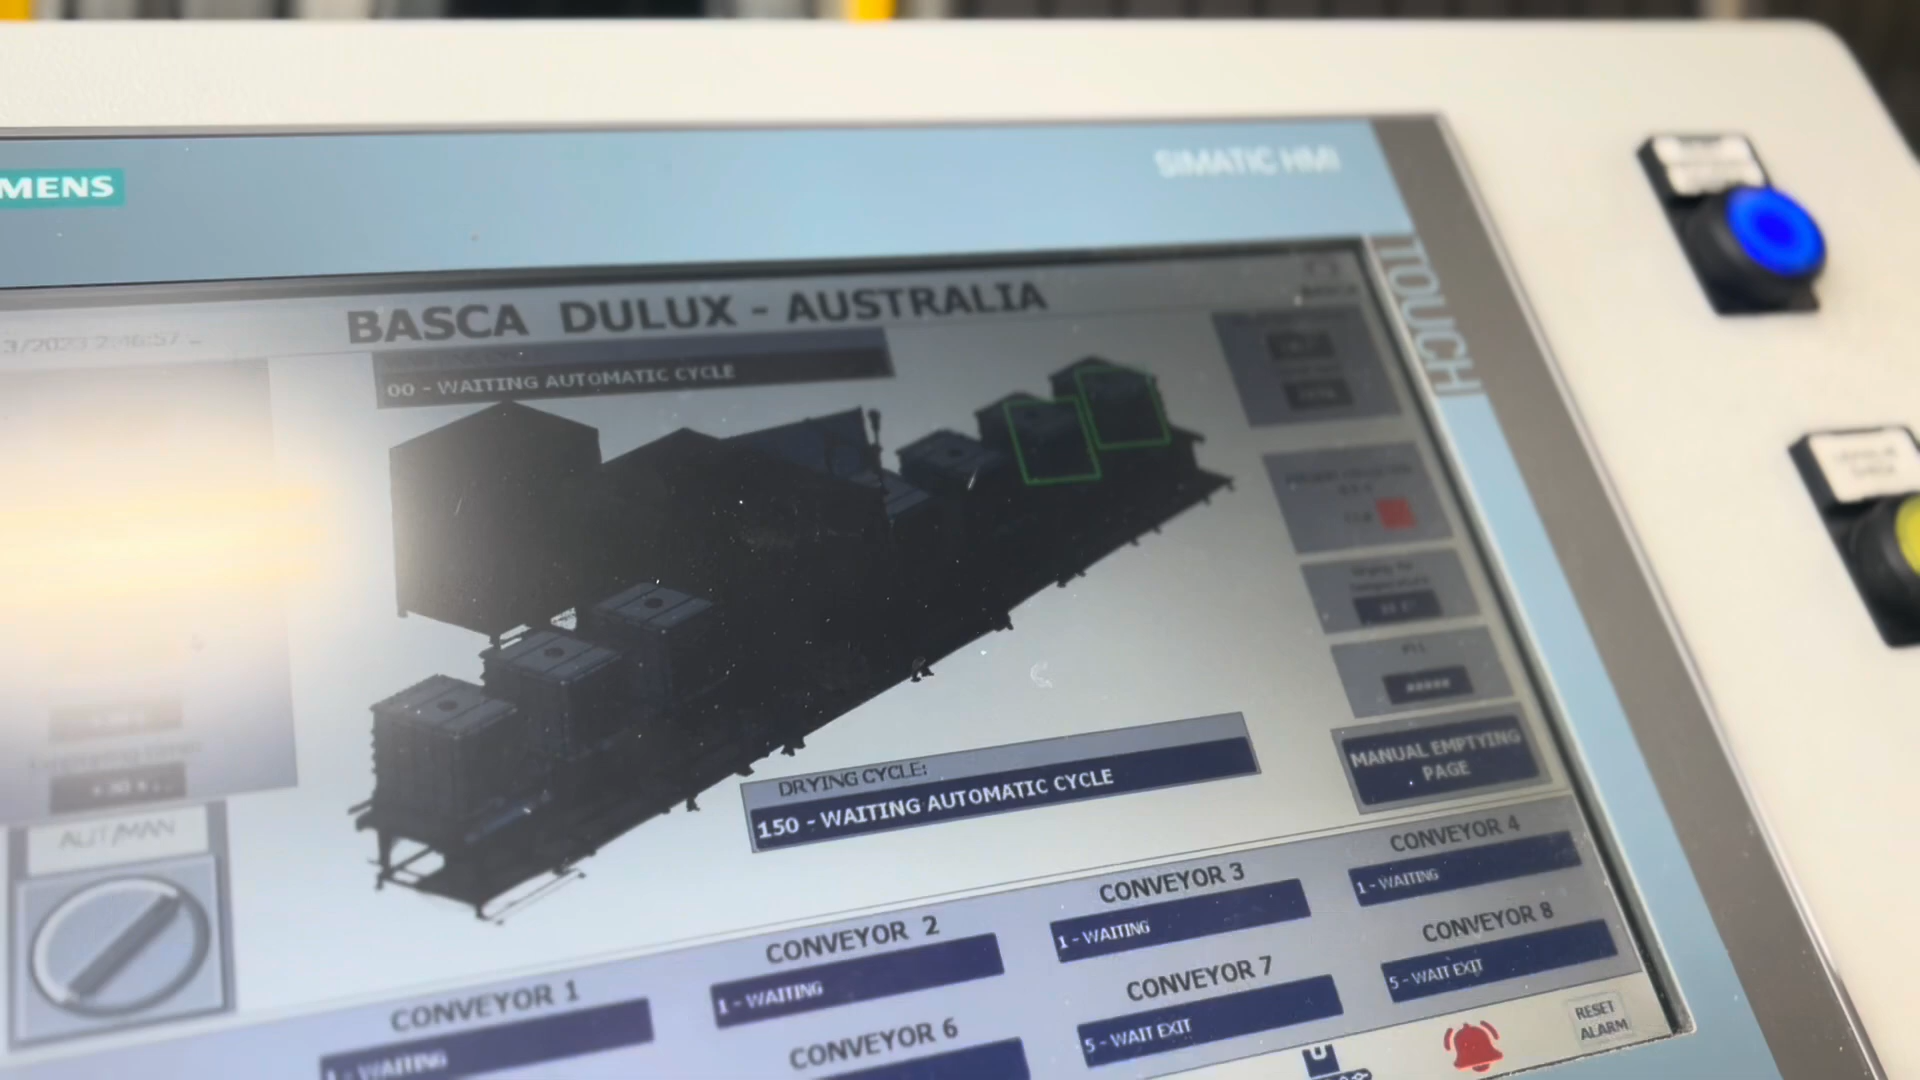 MENS
SIMATIC HMI
TOUCH
BASCA DULUX - AUSTRALIA
00 - WAITING AUTOMATIC CYCLE
DRYING CYCLE:
150 - WAITING AUTOMATIC CYCLE
MANUAL EMPTYING
PAGE
AUT/MAN
CONVEYOR 1
1 - WAITING
CONVEYOR 2
1 - WAITING
CONVEYOR 3
1 - WAITING
CONVEYOR 4
1 - WAITING
CONVEYOR 6
CONVEYOR 7
5 - WAIT EXIT
CONVEYOR 8
5 - WAIT EXIT
RESET
ALARM